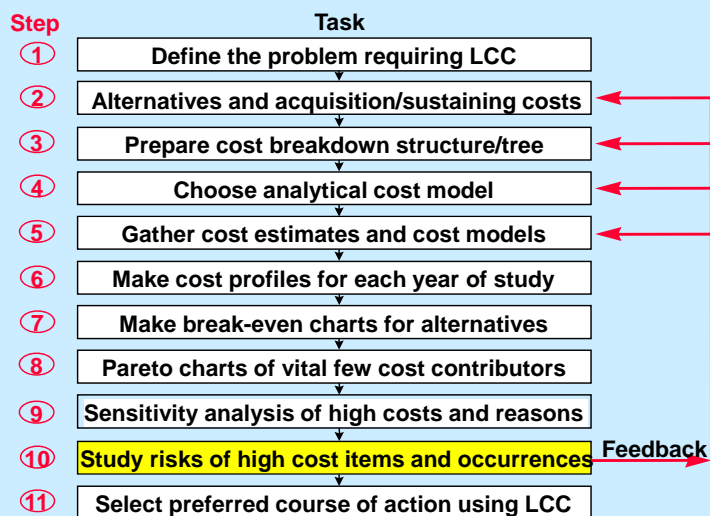 Step Task
1 Define the problem requiring LCC
2 Alternatives and acquisition/sustaining costs
3 Prepare cost breakdown structure/tree
4 Choose analytical cost model
5 Gather cost estimates and cost models
6 Make cost profiles for each year of study
7 Make break-even charts for alternatives
8 Pareto charts of vital few cost contributors
9 Sensitivity analysis of high costs and reasons
10 Study risks of high cost items and occurrences Feedback
11 Select preferred course of action using LCC